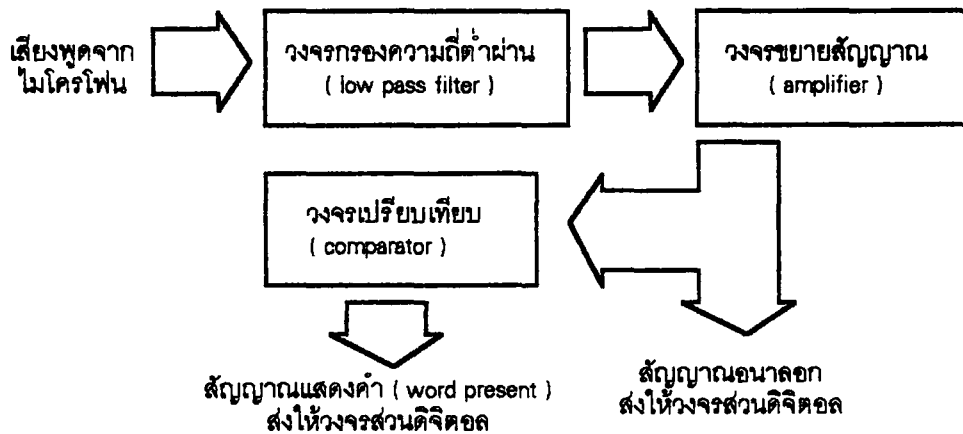 เสียงพูดจาก
ไมโครโฟน
วงจรกรองความถี่ต่ำผ่าน
( low pass filter )
วงจรขยายสัญญาณ
( amplifier )
วงจรเปรียบเทียบ
( comparator )
สัญญาณแสดงคำ ( word present )
ส่งให้วงจรส่วนดิจิตอล
สัญญาณอนาลอก
ส่งให้วงจรส่วนดิจิตอล